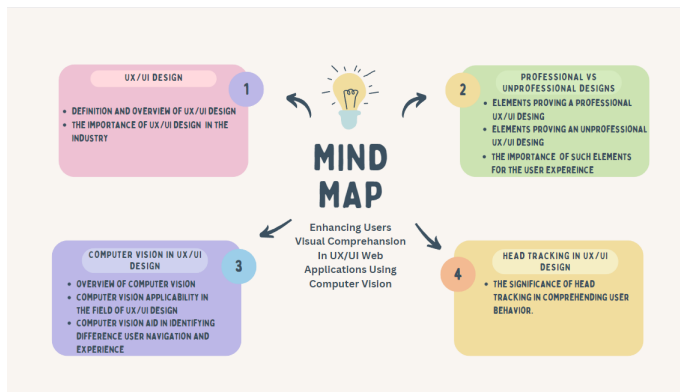 UX/UI DESIGN
1
• DEFINITION AND OVERVIEW OF UX/UI DESIGN
• THE IMPORTANCE OF UX/UI DESIGN IN THE
INDUSTRY
2
PROFESSIONAL VS
UNPROFESSIONAL DESIGNS
• ELEMENTS PROVING A PROFESSIONAL
UX/UI DESING
• ELEMENTS PROVING AN UNPROFESSIONAL
UX/UI DESING
• THE IMPORTANCE OF SUCH ELEMENTS
FOR THE USER EXPEREINCE
MIND
MAP
Enhancing Users
Visual Comprehansion
In UX/UI Web
Applications Using
Computer Vision
COMPUTER VISION IN UX/UI
DESIGN
3
• OVERVIEW OF COMPUTER VISION
• COMPUTER VISION APPLICABILITY IN
THE FIELD OF UX/UI DESIGN
• COMPUTER VISION AID IN IDENTIFYING
DIFFERENCE USER NAVIGATION AND
EXPERIENCE
4
HEAD TRACKING IN UX/UI
DESIGN
• THE SIGNIFICANCE OF HEAD
TRACKING IN COMPREHENDING USER
BEHAVIOR.